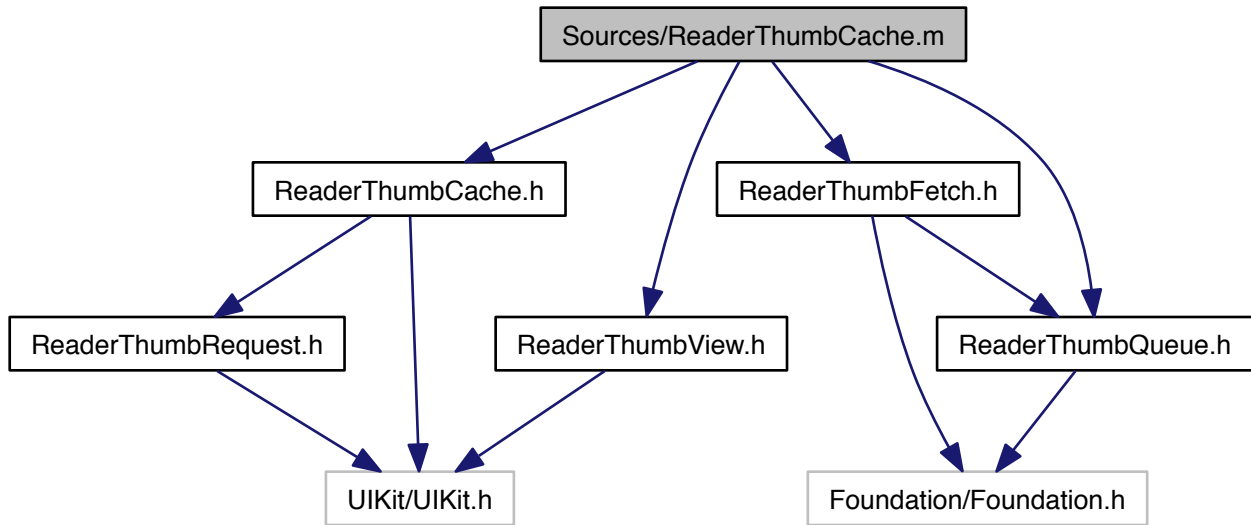 Sources/ReaderThumbCache.m
ReaderThumbCache.h
ReaderThumbFetch.h
ReaderThumbRequest.h
ReaderThumbView.h
ReaderThumbQueue.h
UIKit/UIKit.h
Foundation/Foundation.h